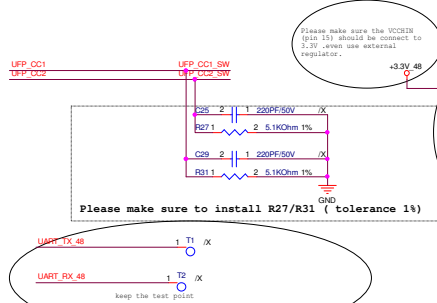 Please make sure the VCCHIN
(pin 15) should be connect to
3.3V .even use external
regulator.
+3.3V_48
UFP_CC1 UFP_CC1_SW
UFP_CC2 UFP_CC2_SW
C25 2 1 220PF/50V /X
R27 1 2 5.1KOhm 1%
C29 2 1 220PF/50V /X
R31 1 2 5.1KOhm 1%
GND
Please make sure to install R27/R31 ( tolerance 1%)
UART_TX_48 1 T1 /X
UART_RX_48 1 T2 /X
keep the test point